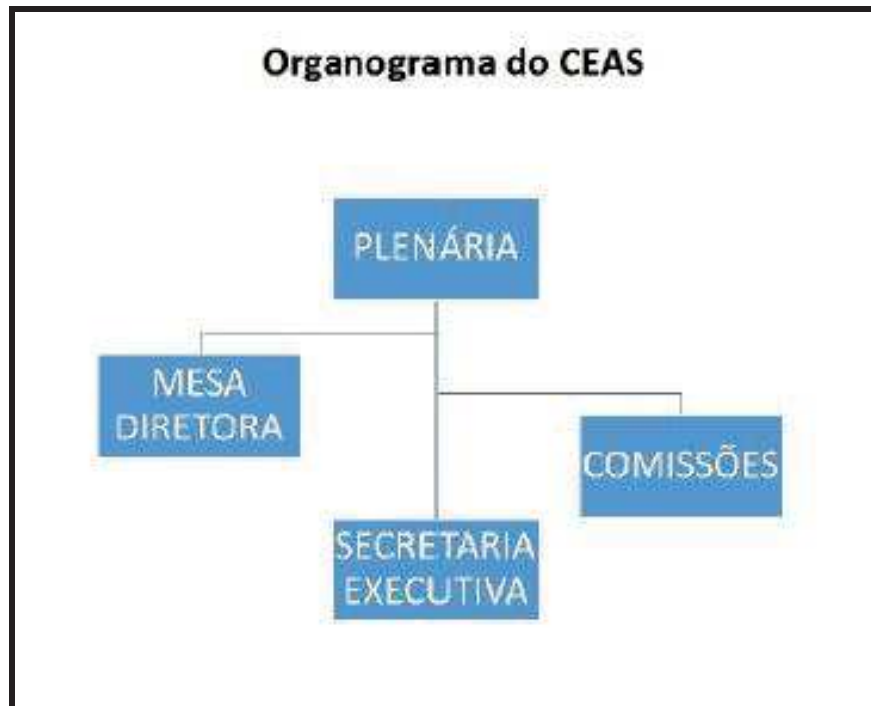 Organograma do CEAS
PLENÁRIA
MESA
DIRETORA
COMISSÕES
SECRETARIA
EXECUTIVA